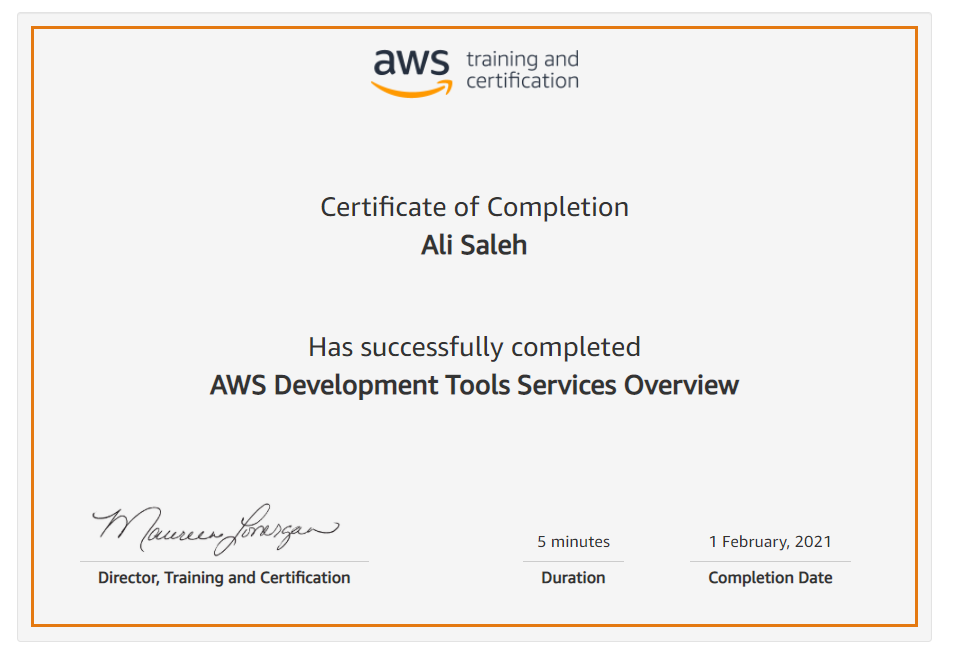 aws training and
certification
Certificate of Completion
Ali Saleh
Has successfully completed
AWS Development Tools Services Overview
Maureen Lonergan
5 minutes
1 February, 2021
Director, Training and Certification
Duration
Completion Date